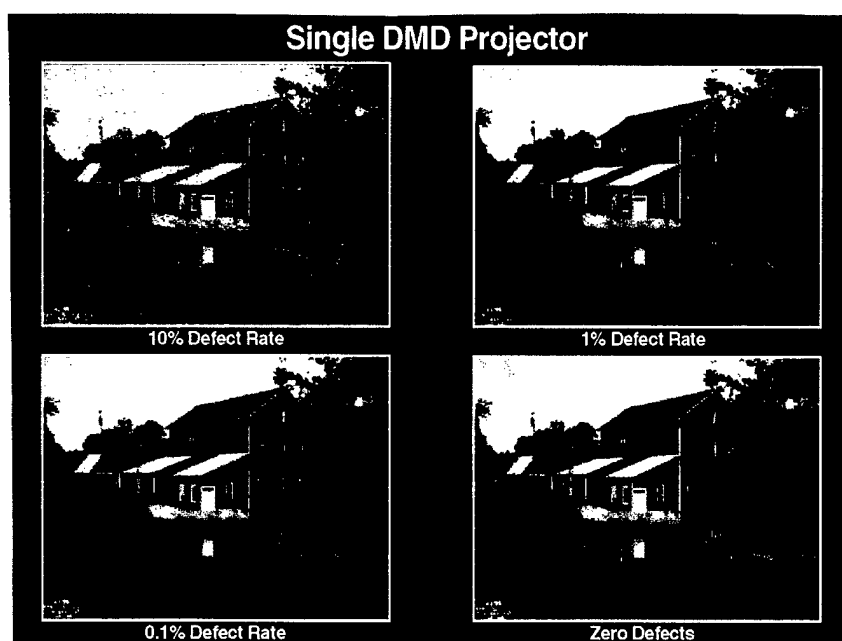 Single DMD Projector
10% Defect Rate
1% Defect Rate
0.1% Defect Rate
Zero Defects